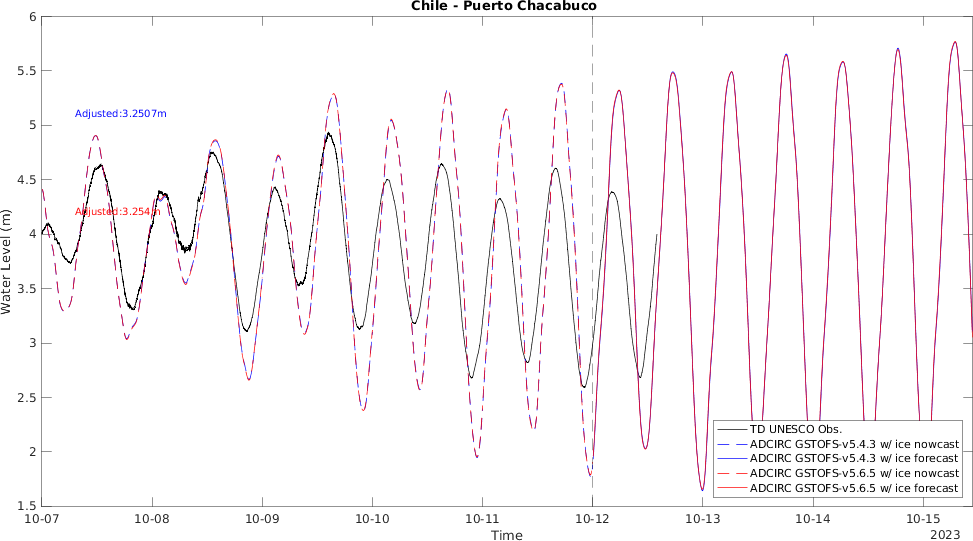 Chile - Puerto Chacabuco
6
5.5
5
4.5
4
3.5
3
2.5
2
1.5
Water Level (m)
Adjusted:3.2507m
Adjusted:3.254m
TD UNESCO Obs.
ADCIRC GSTOFS-v5.4.3 w/ ice nowcast
ADCIRC GSTOFS-v5.4.3 w/ ice forecast
ADCIRC GSTOFS-v5.6.5 w/ ice nowcast
ADCIRC GSTOFS-v5.6.5 w/ ice forecast
10-07 10-08 10-09 10-10 10-11 10-12 10-13 10-14 10-15
Time
2023